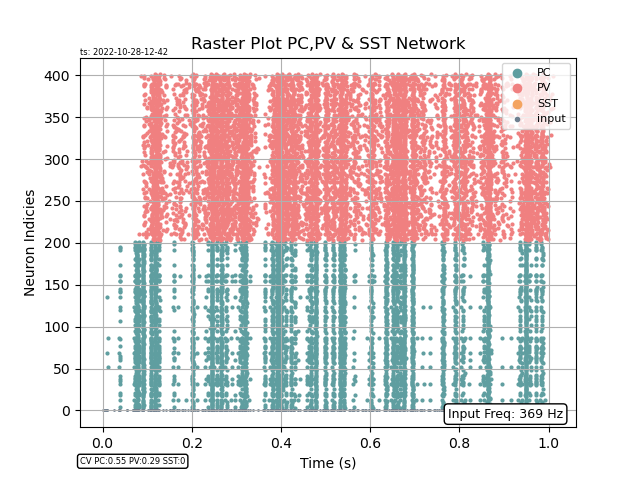 ts: 2022-10-28-12-42
Raster Plot PC,PV & SST Network
PC
PV
SST
input
Neuron Indicies
400
350
300
250
200
150
100
50
0
Input Freq: 369 Hz
0.0 0.2 0.4 0.6 0.8 1.0
Time (s)
CV PC:0.55 PV:0.29 SST:0